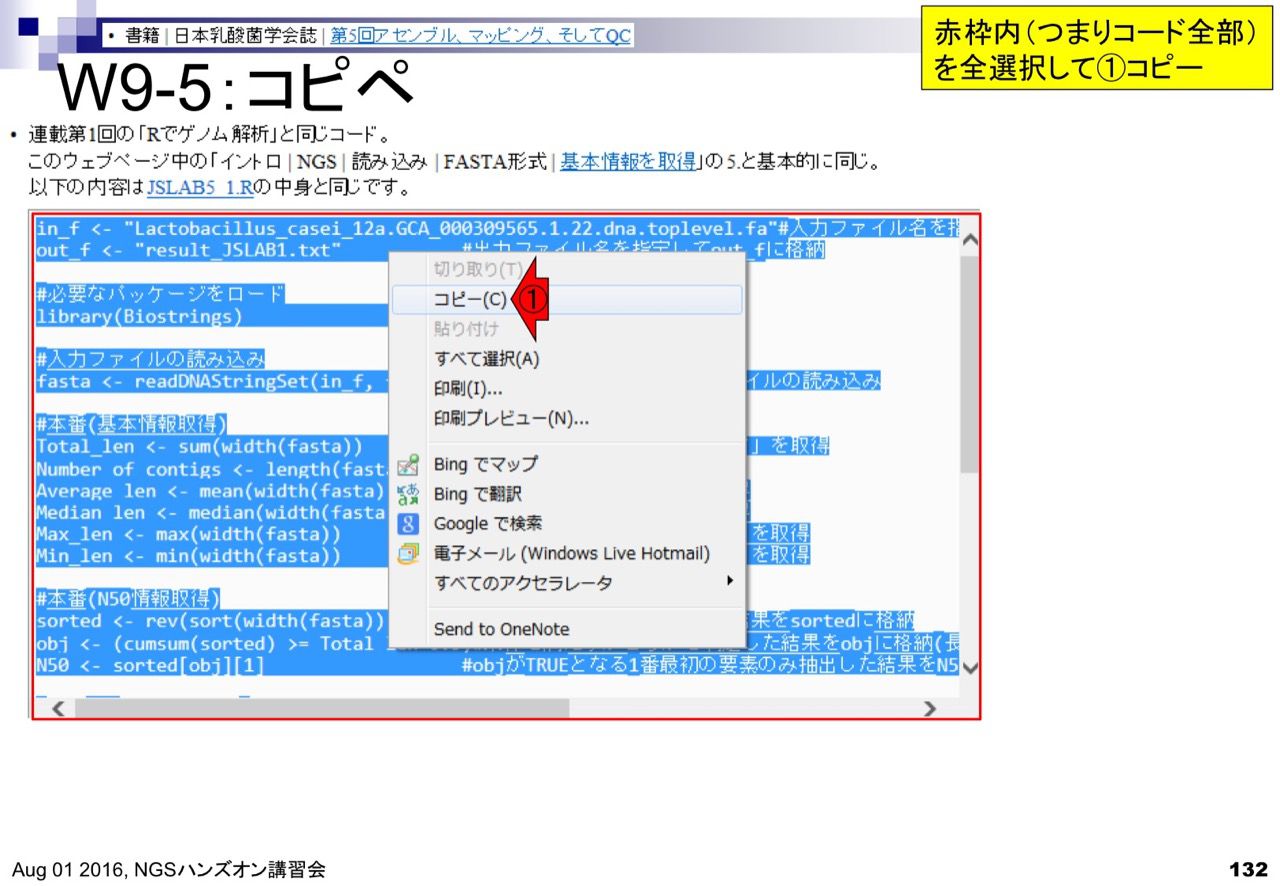 • 書籍 | 日本乳酸菌学会誌 | 第5回アセンブル、マッピング、そしてQC
赤枠内（つまりコード全部）
を全選択して①コピー
W9-5：コピペ
• 連載第1回の「Rでゲノム解析」と同じコード。
このウェブページ中の「イントロ | NGS | 読み込み | FASTA形式 | 基本情報を取得」の 5.と基本的に同じ。
以下の内容はJSLAB5_1.Rの中身と同じです。
in_f <- "Lactobacillus_casei_12a.GCA_000309565.1.22.dna.toplevel.fa"#入力ファイル名を指
out_f <- "result_JSLAB1.txt" #出力ファイル名を指定してout_fに格納
#必要なパッケージをロード
library(Biostrings)
#入力ファイルの読み込み
fasta <- readDNAStringSet(in_f, イルの読み込み
#本番(基本情報取得)
Total_len <- sum(width(fasta)) 」を取得
Number_of_contigs <- length(fast
Average_len <- mean(width(fasta)
Median_len <- median(width(fasta
Max_len <- max(width(fasta)) を取得
Min_len <- min(width(fasta)) を取得
#本番(N50情報取得)
sorted <- rev(sort(width(fasta)) 果をsortedに格納
obj <- (cumsum(sorted) >= Total した結果をobjに格納(長
N50 <- sorted[obj][1] #objがTRUEとなる1番最初の要素のみ抽出した結果をN5
切り取り(T)
コピー(C) ①
貼り付け
すべて選択(A)
印刷(I)...
印刷プレビュー(N)...
Bing でマップ
Bing で翻訳
Google で検索
電子メール (Windows Live Hotmail)
すべてのアクセラレータ
Send to OneNote
Aug 01 2016, NGSハンズオン講習会
132